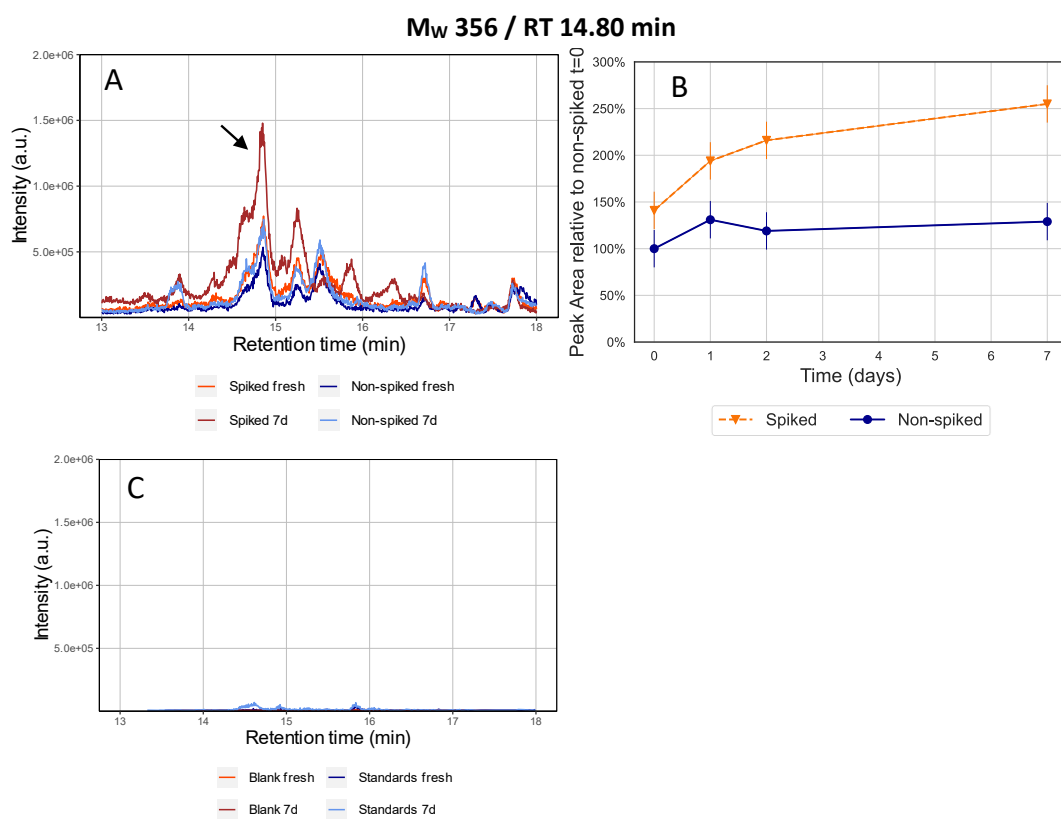 Mw 356 / RT 14.80 min
A
2.0e+06
1.5e+06
1.0e+06
5.0e+05
Intensity (a.u.)
13 14 15 16 17 18
Retention time (min)
Spiked fresh Non-spiked fresh
Spiked 7d Non-spiked 7d
B
300%
250%
200%
150%
100%
50%
0%
Peak Area relative to non-spiked t=0
0 1 2 3 4 5 6 7
Time (days)
Spiked Non-spiked
C
2.0e+06
1.5e+06
1.0e+06
5.0e+05
Intensity (a.u.)
13 14 15 16 17 18
Retention time (min)
Blank fresh Standards fresh
Blank 7d Standards 7d